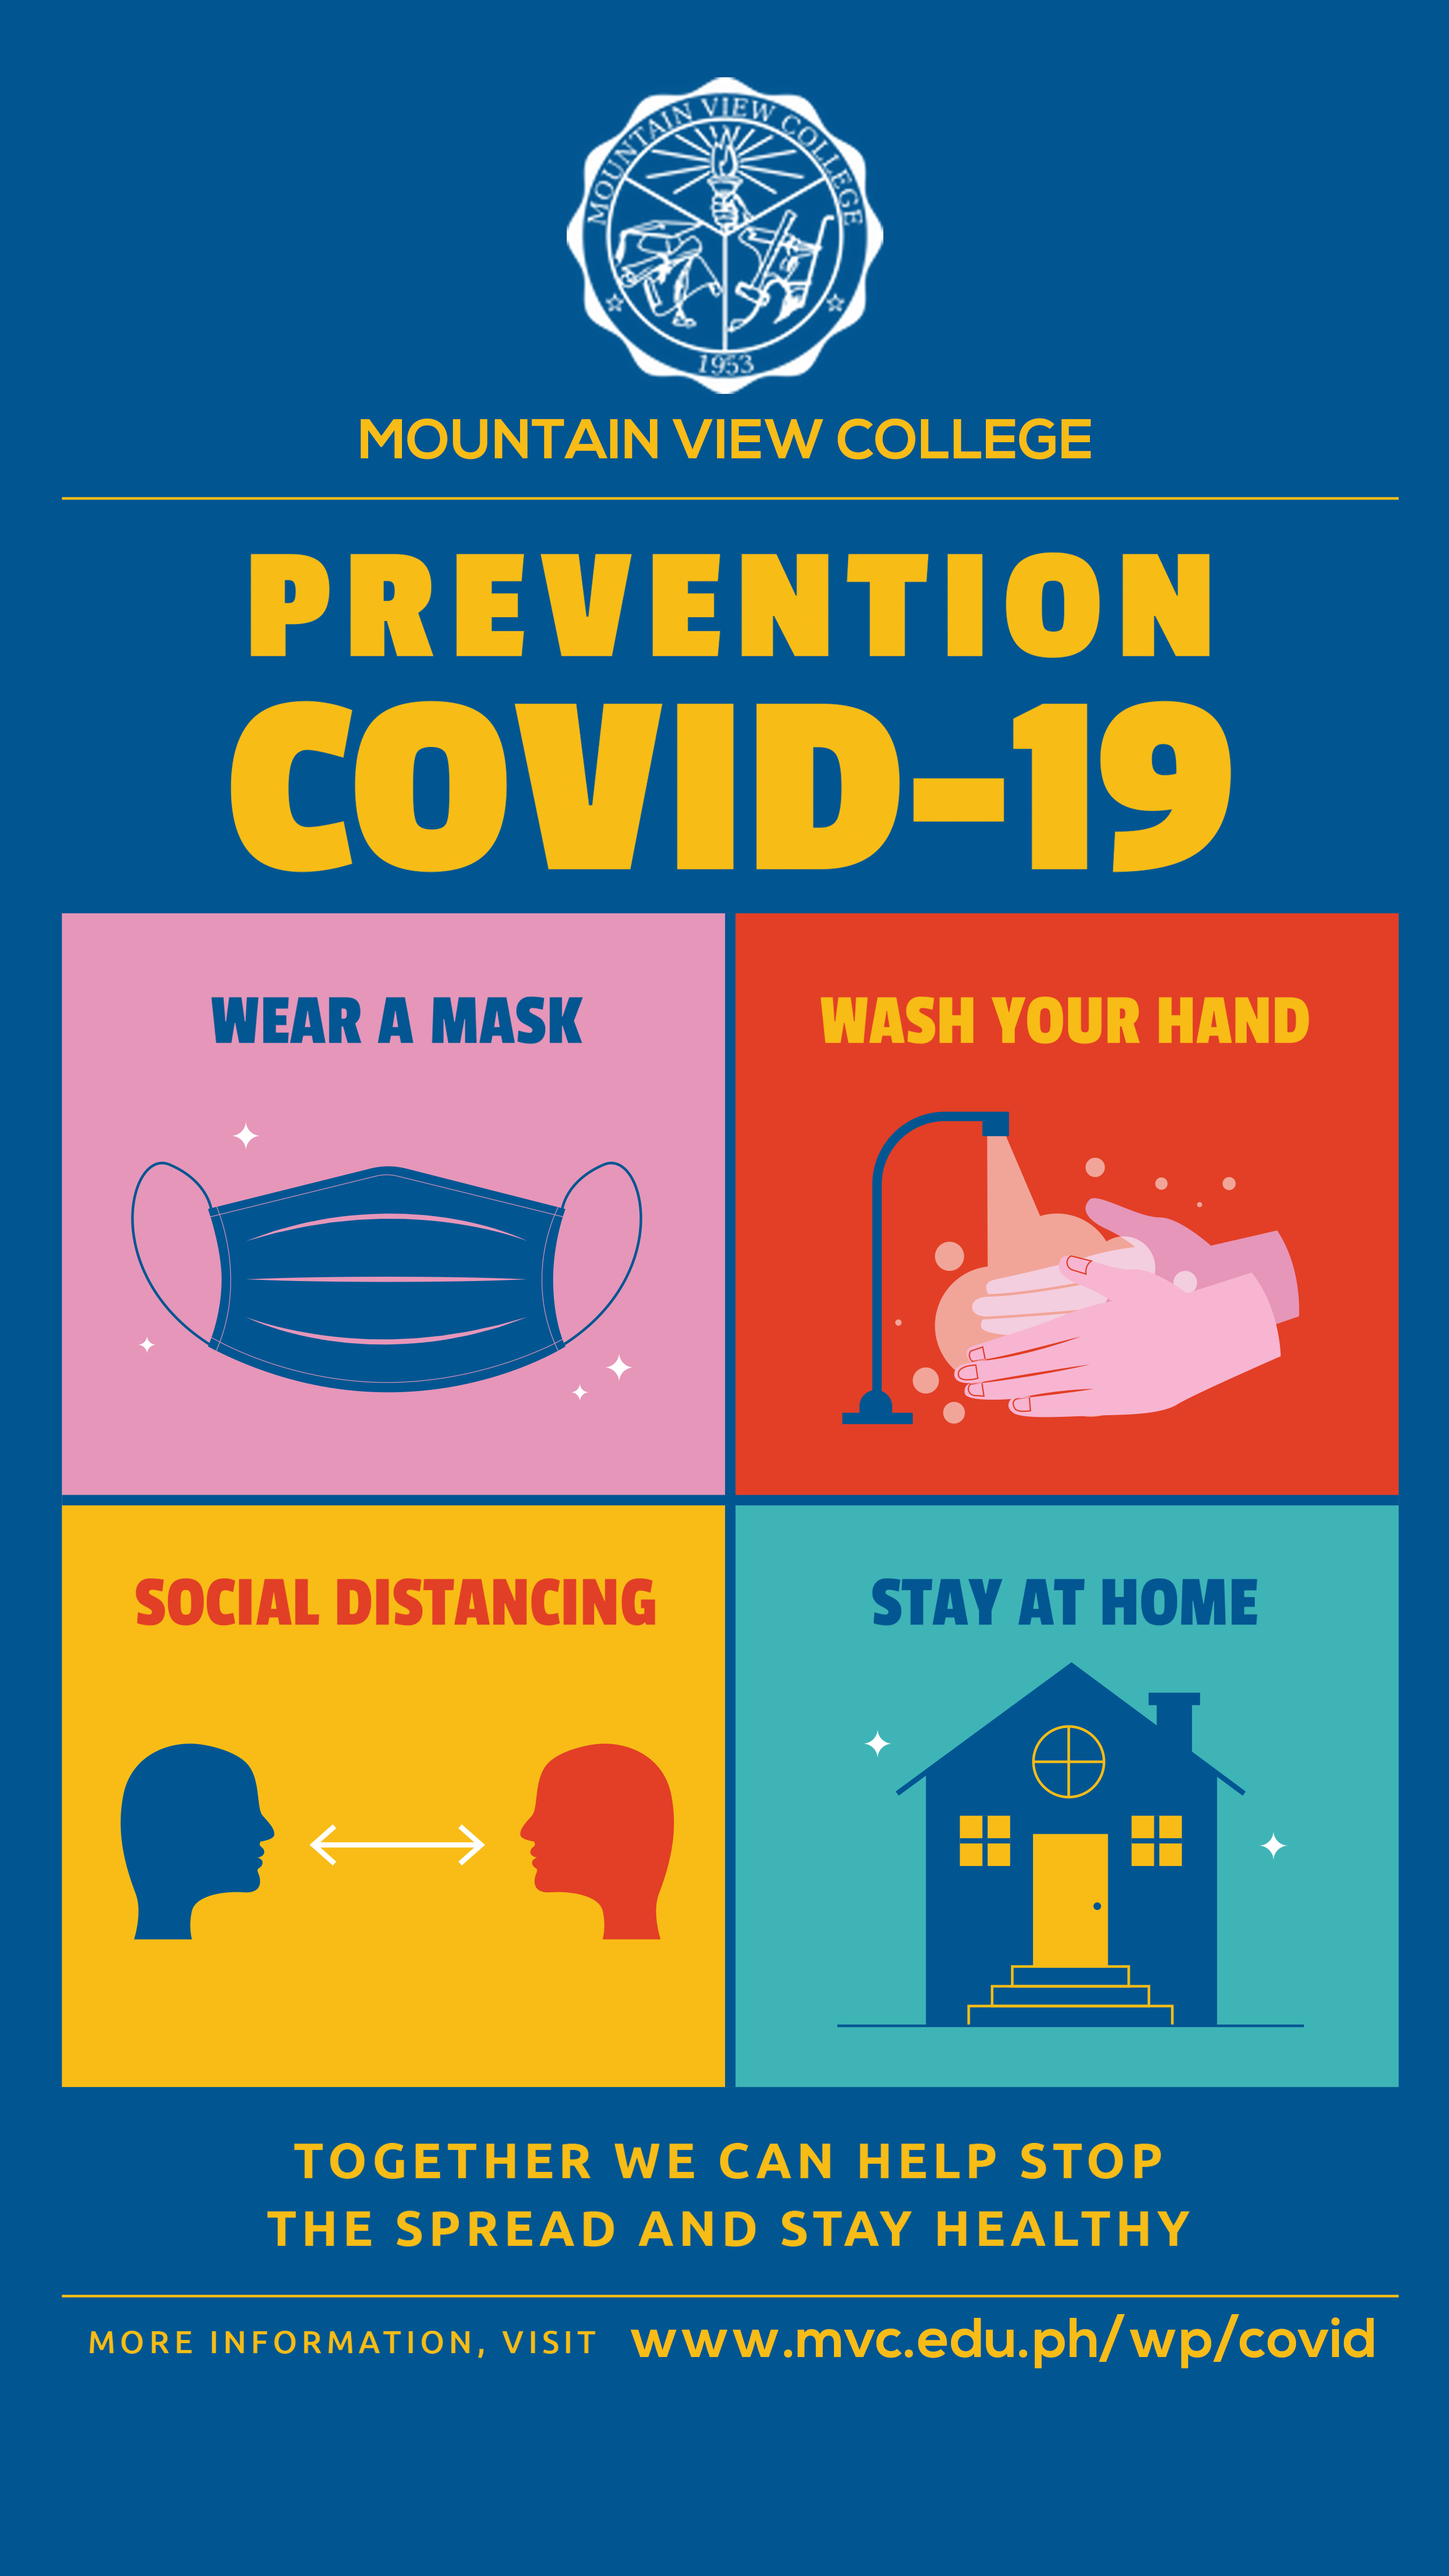 MOUNTAIN VIEW COLLEGE
1953
MOUNTAIN VIEW COLLEGE
PREVENTION
COVID-19
WEAR A MASK
WASH YOUR HAND
SOCIAL DISTANCING
STAY AT HOME
TOGETHER WE CAN HELP STOP
THE SPREAD AND STAY HEALTHY
MORE INFORMATION, VISIT www.mvc.edu.ph/wp/covid